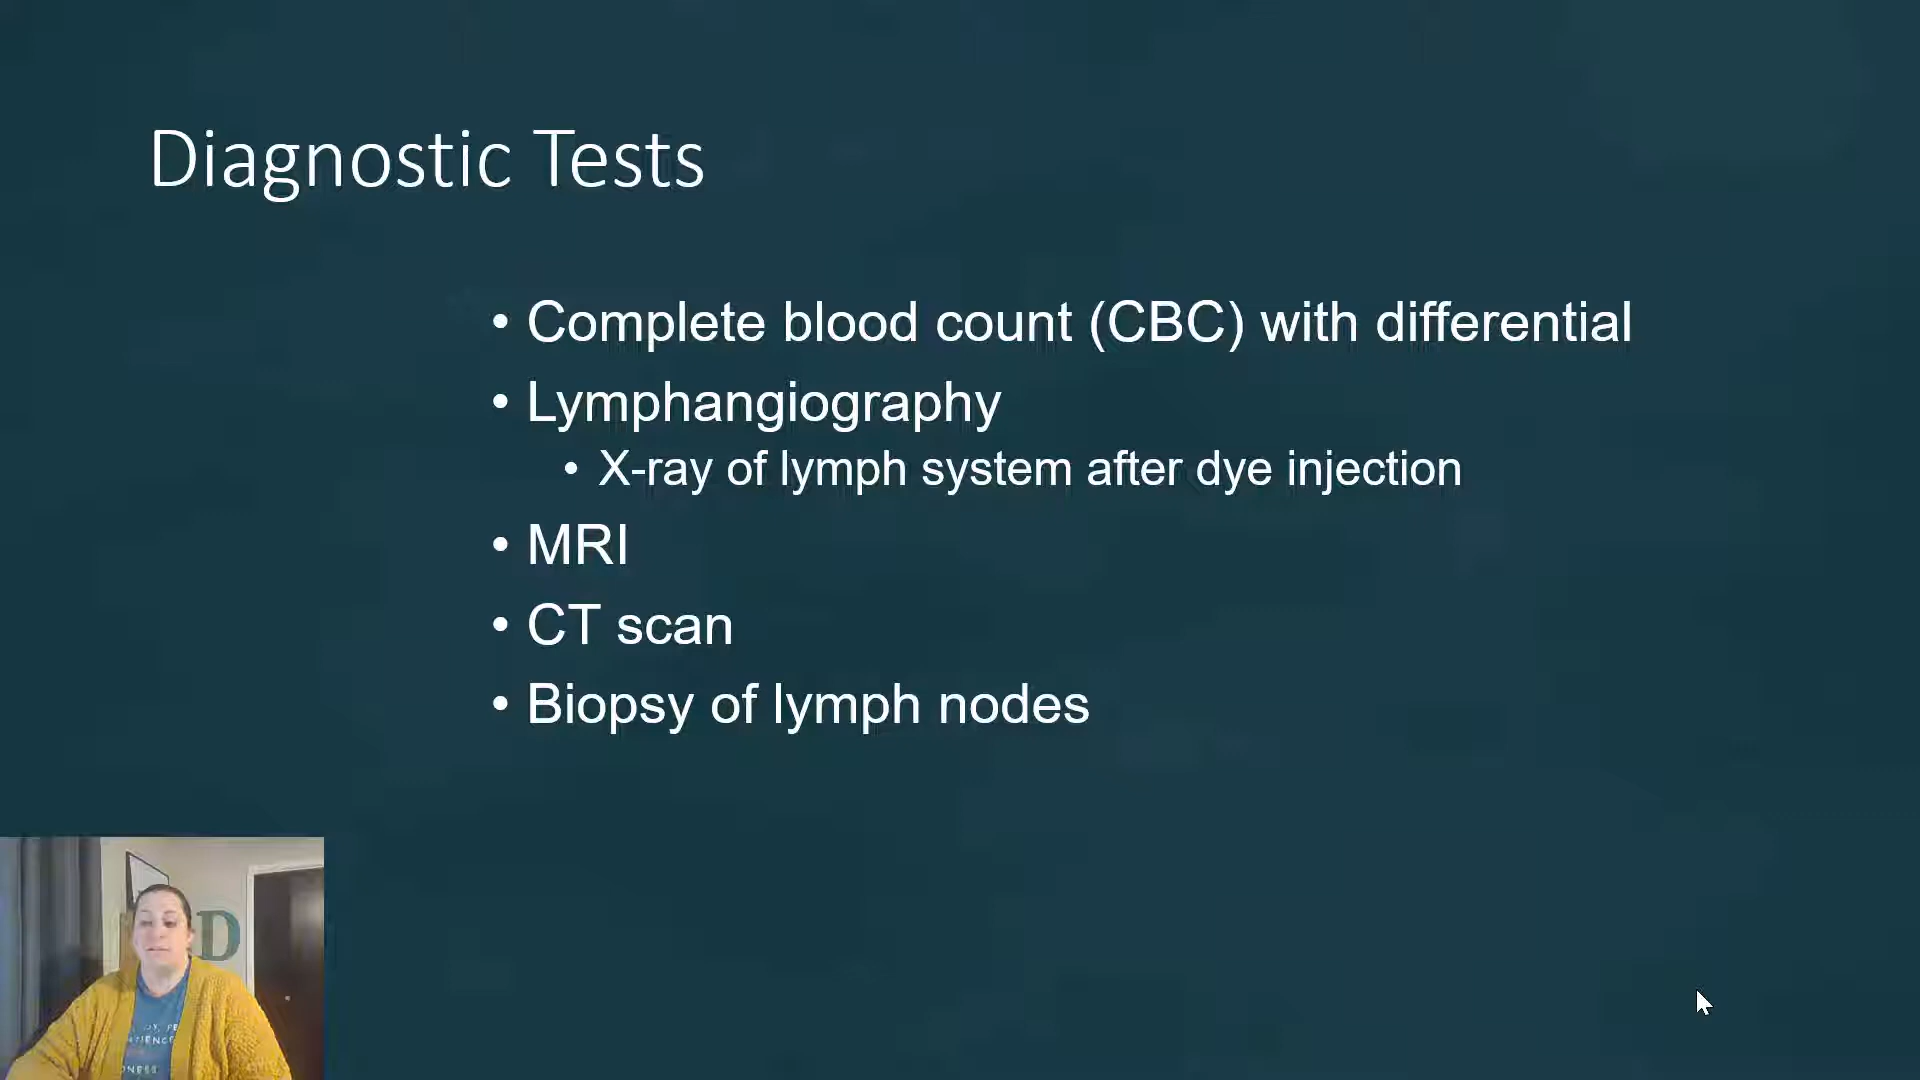 Diagnostic Tests
• Complete blood count (CBC) with differential
• Lymphangiography
• X-ray of lymph system after dye injection
• MRI
• CT scan
• Biopsy of lymph nodes
D